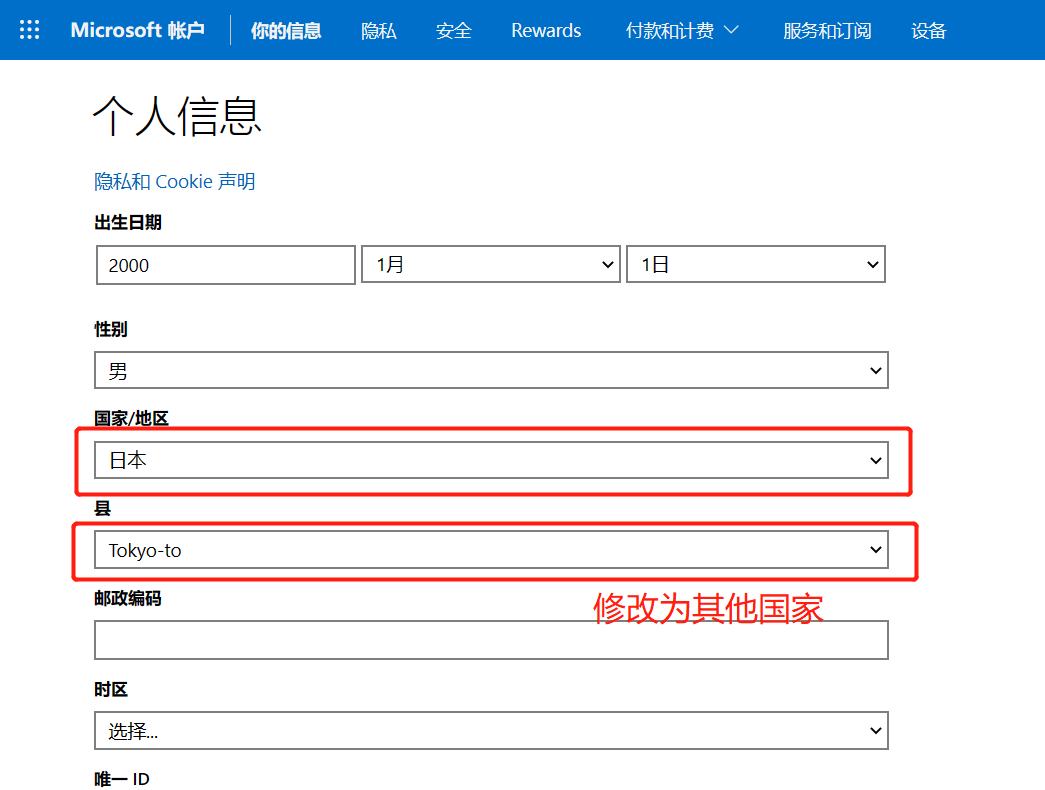 Microsoft 帐户 你的信息 隐私 安全 Rewards 付款和计费 服务和订阅 设备
个人信息
隐私和 Cookie 声明
出生日期
2000 1月 1日
性别
男
国家/地区
日本
县
Tokyo-to
邮政编码
修改为其他国家
时区
选择...
唯一 ID